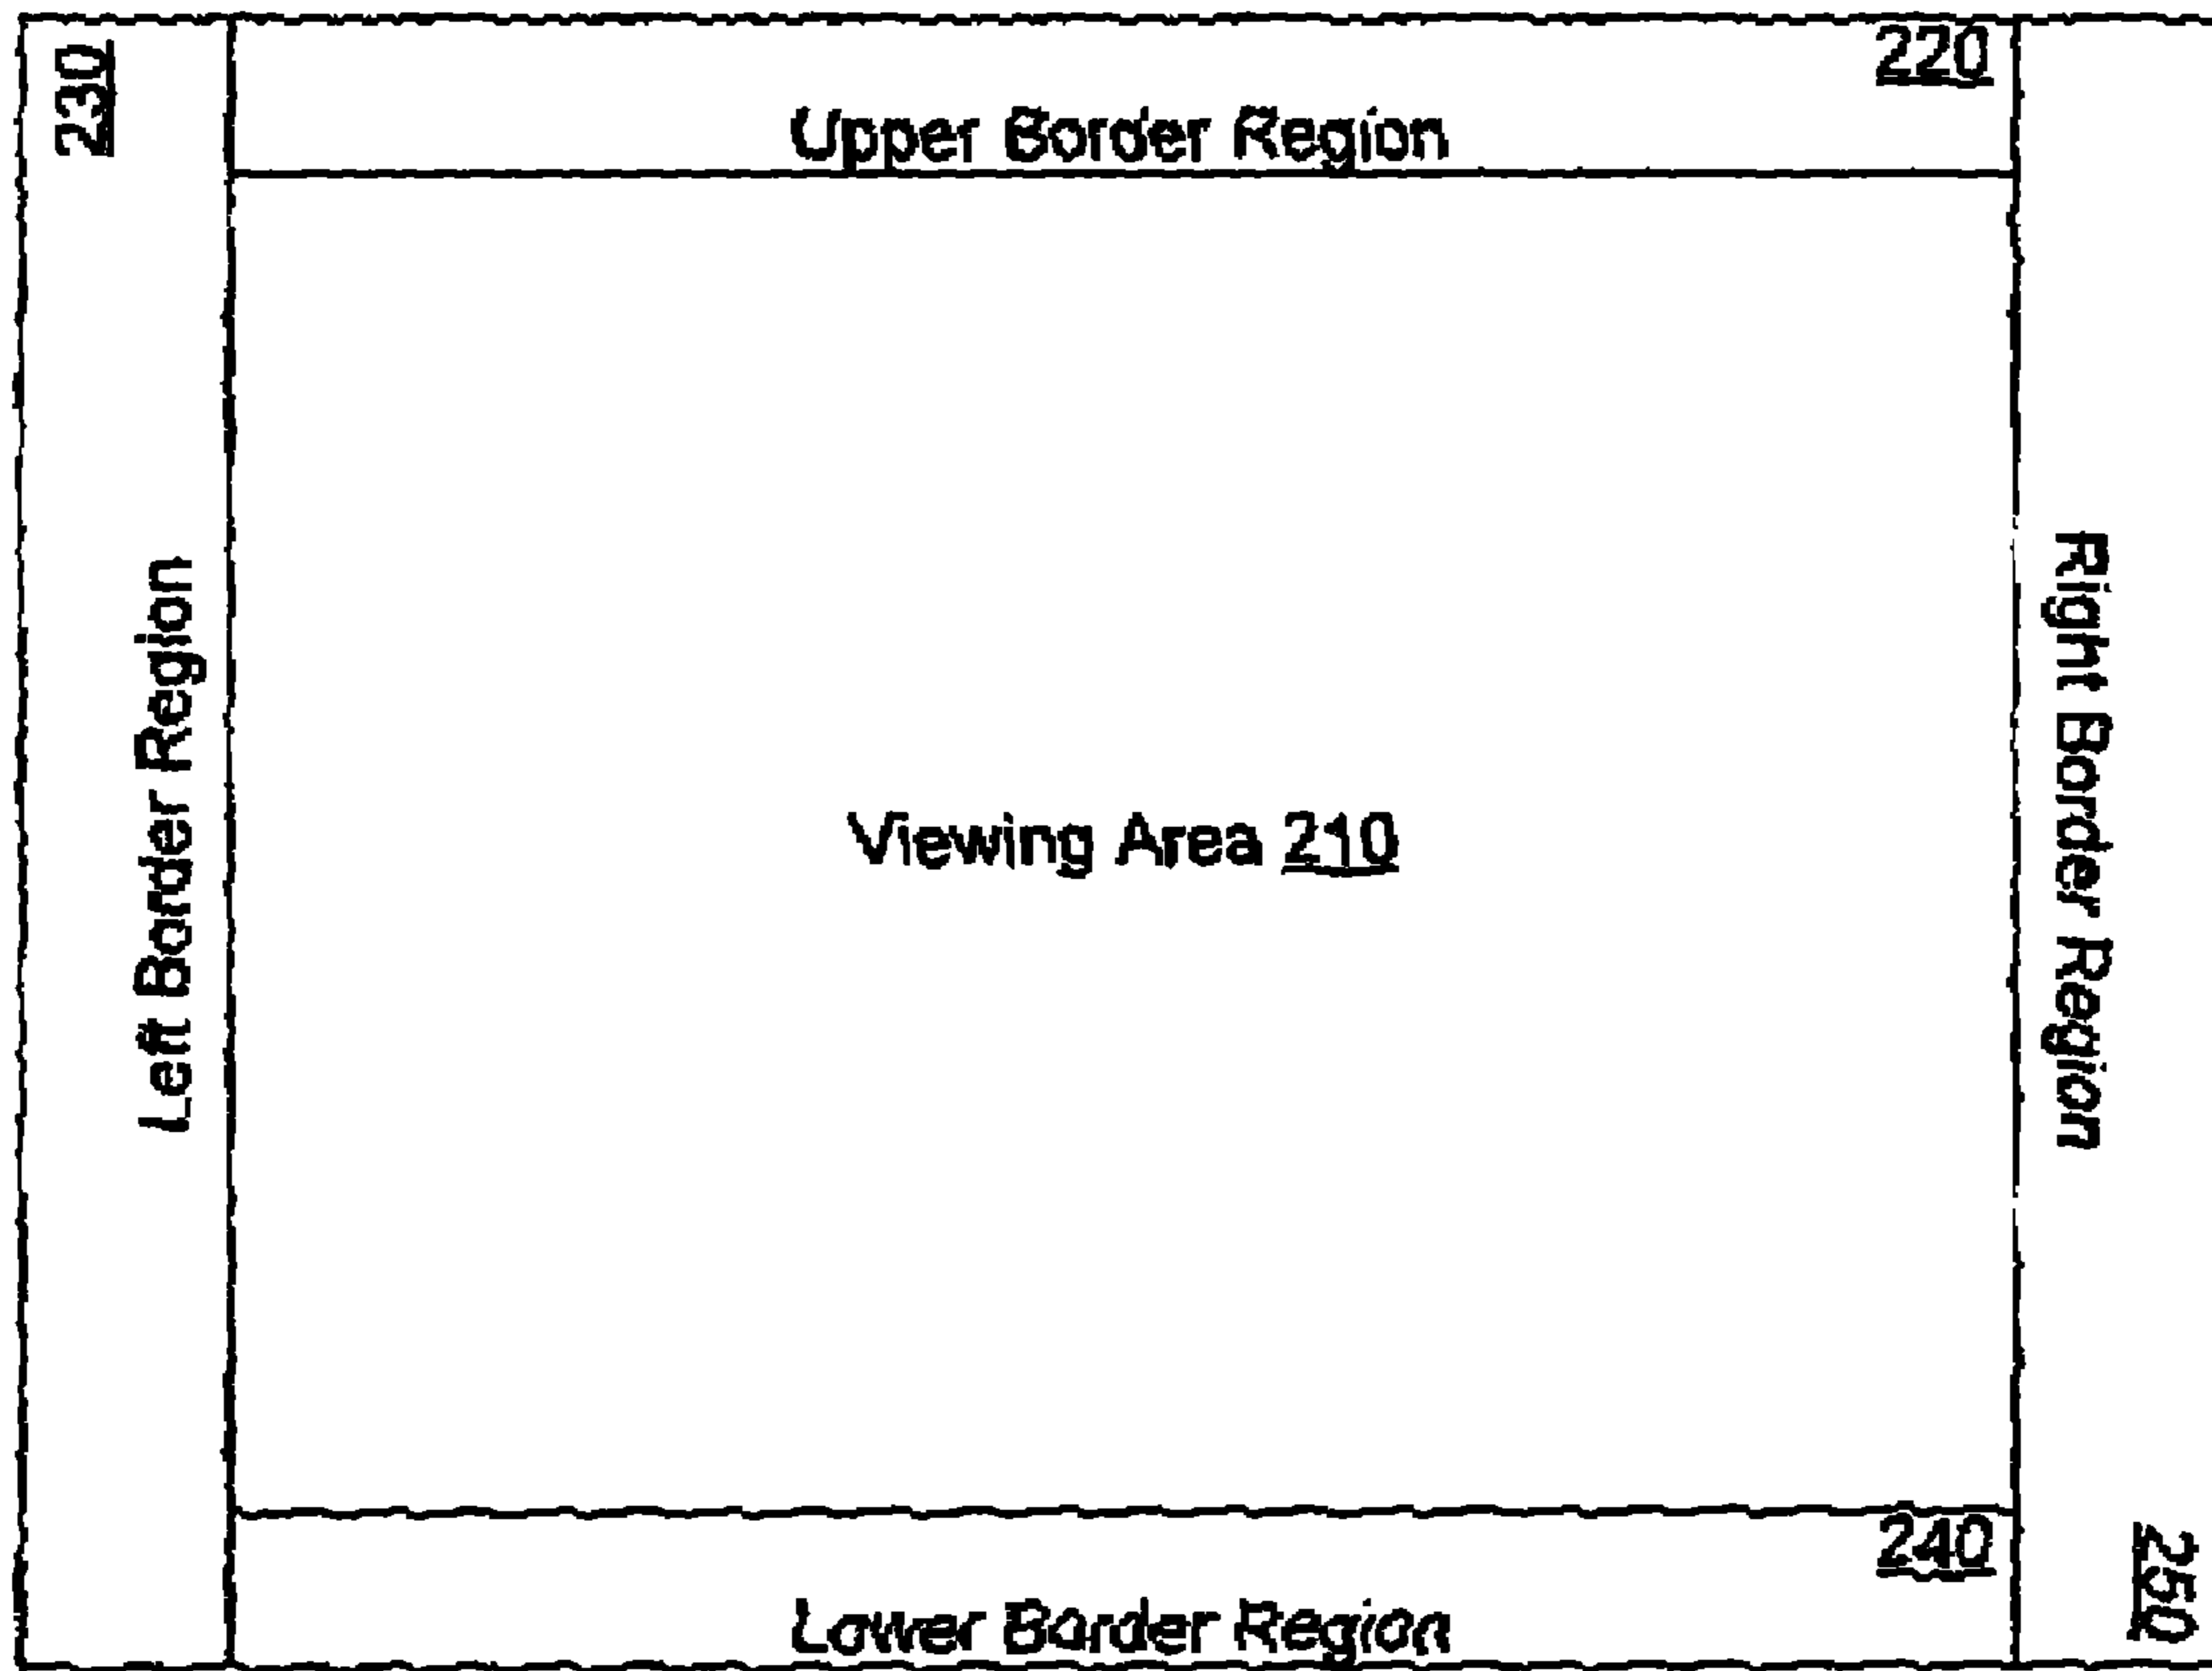 230
220
Upper Border Region
Left Border Region
Viewing Area 210
Right Border Region
240
Lower Border Region
250